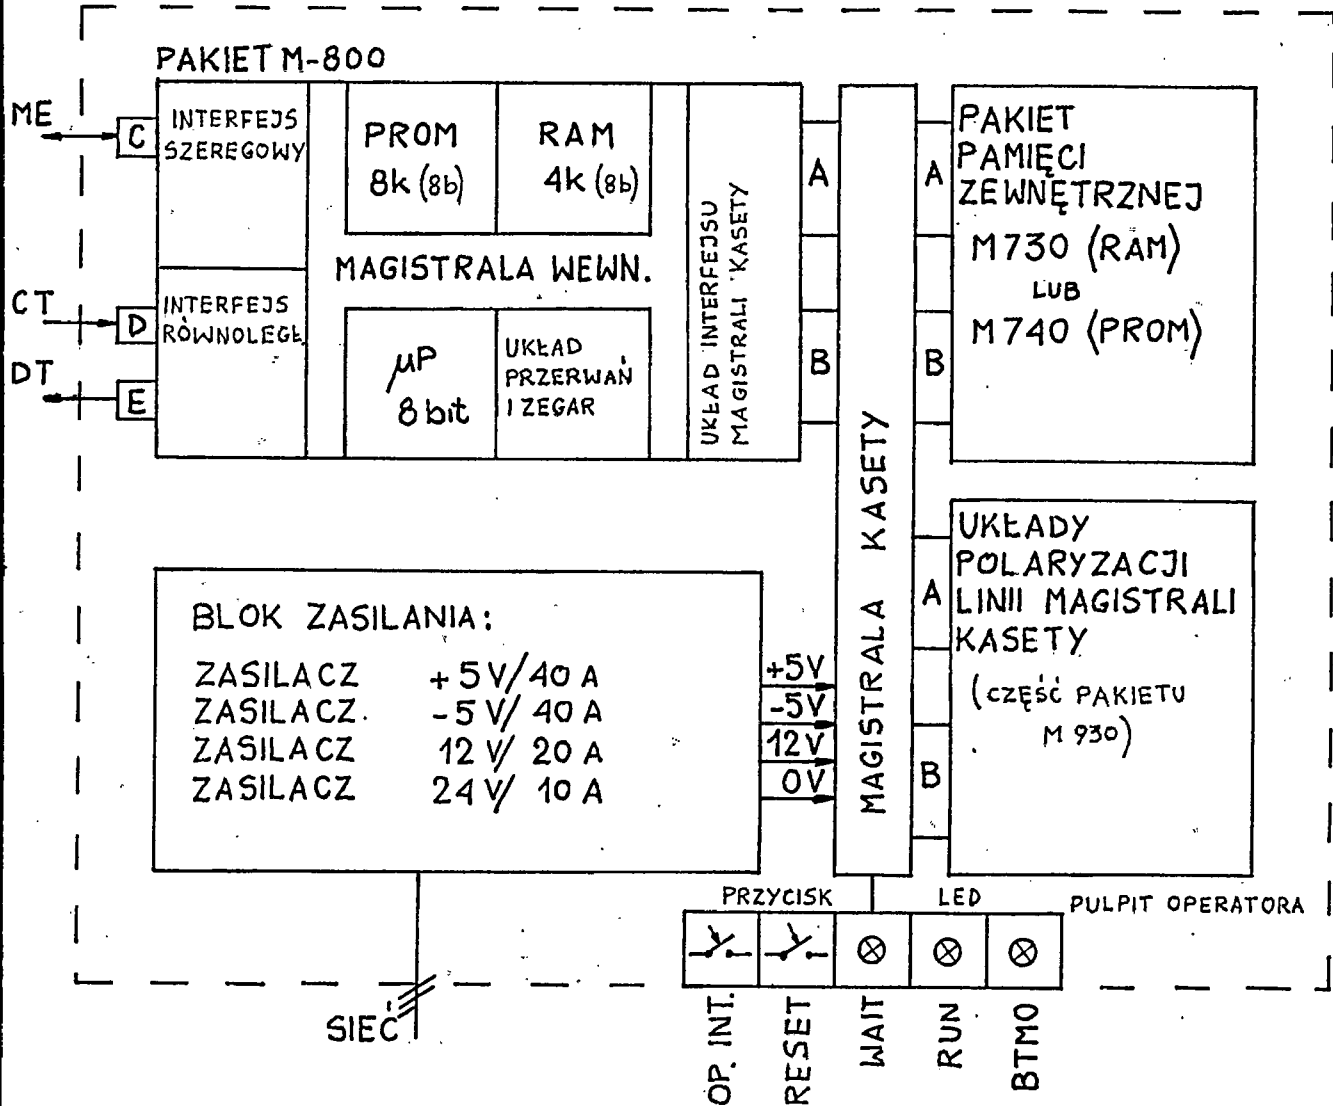 PAKIET M-800
ME
C
INTERFEJS
SZEREGOWY
PROM
8k (8b)
RAM
4k (8b)
MAGISTRALA WEWN.
CT
D
INTERFEJS
RÓWNOLEGŁ.
DT
E
µP
8 bit
UKŁAD
PRZERWAŃ
I ZEGAR
UKŁAD INTERFEJSU
MAGISTRALI KASETY
A
B
MAGISTRALA KASETY
A
B
PAKIET
PAMIĘCI
ZEWNĘTRZNEJ
M730 (RAM)
LUB
M740 (PROM)
A
B
UKŁADY
POLARYZACJI
LINII MAGISTRALI
KASETY
(CZĘŚĆ PAKIETU
M 930)
BLOK ZASILANIA:
ZASILACZ +5V/40 A
ZASILACZ. -5 V/ 40 A
ZASILACZ 12 V/ 20 A
ZASILACZ 24 V/ 10 A
+5V
-5V
12V
0V
SIEĆ
PRZYCISK
LED
PULPIT OPERATORA
OP. INT.
RESET
WAIT
RUN
BTMO